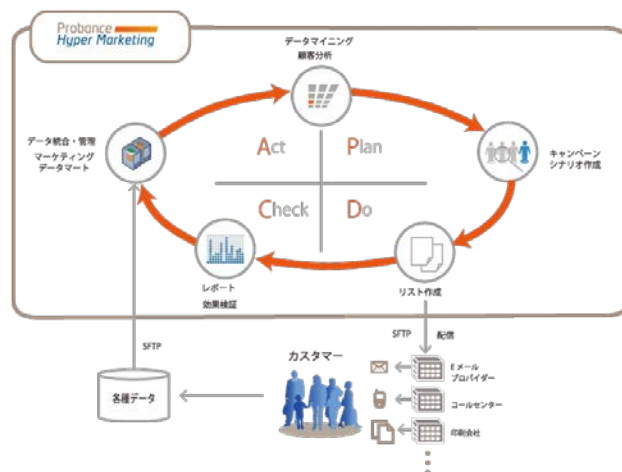 Probance
Hyper Marketing
データマイニング
顧客分析
データ統合・管理
マーケティング
データマート
Act
Plan
キャンペーン
シナリオ作成
Check
Do
レポート
効果検証
リスト作成
SFTP
SFTP
配信
カスタマー
各種データ
Eメール
プロバイダー
コールセンター
印刷会社